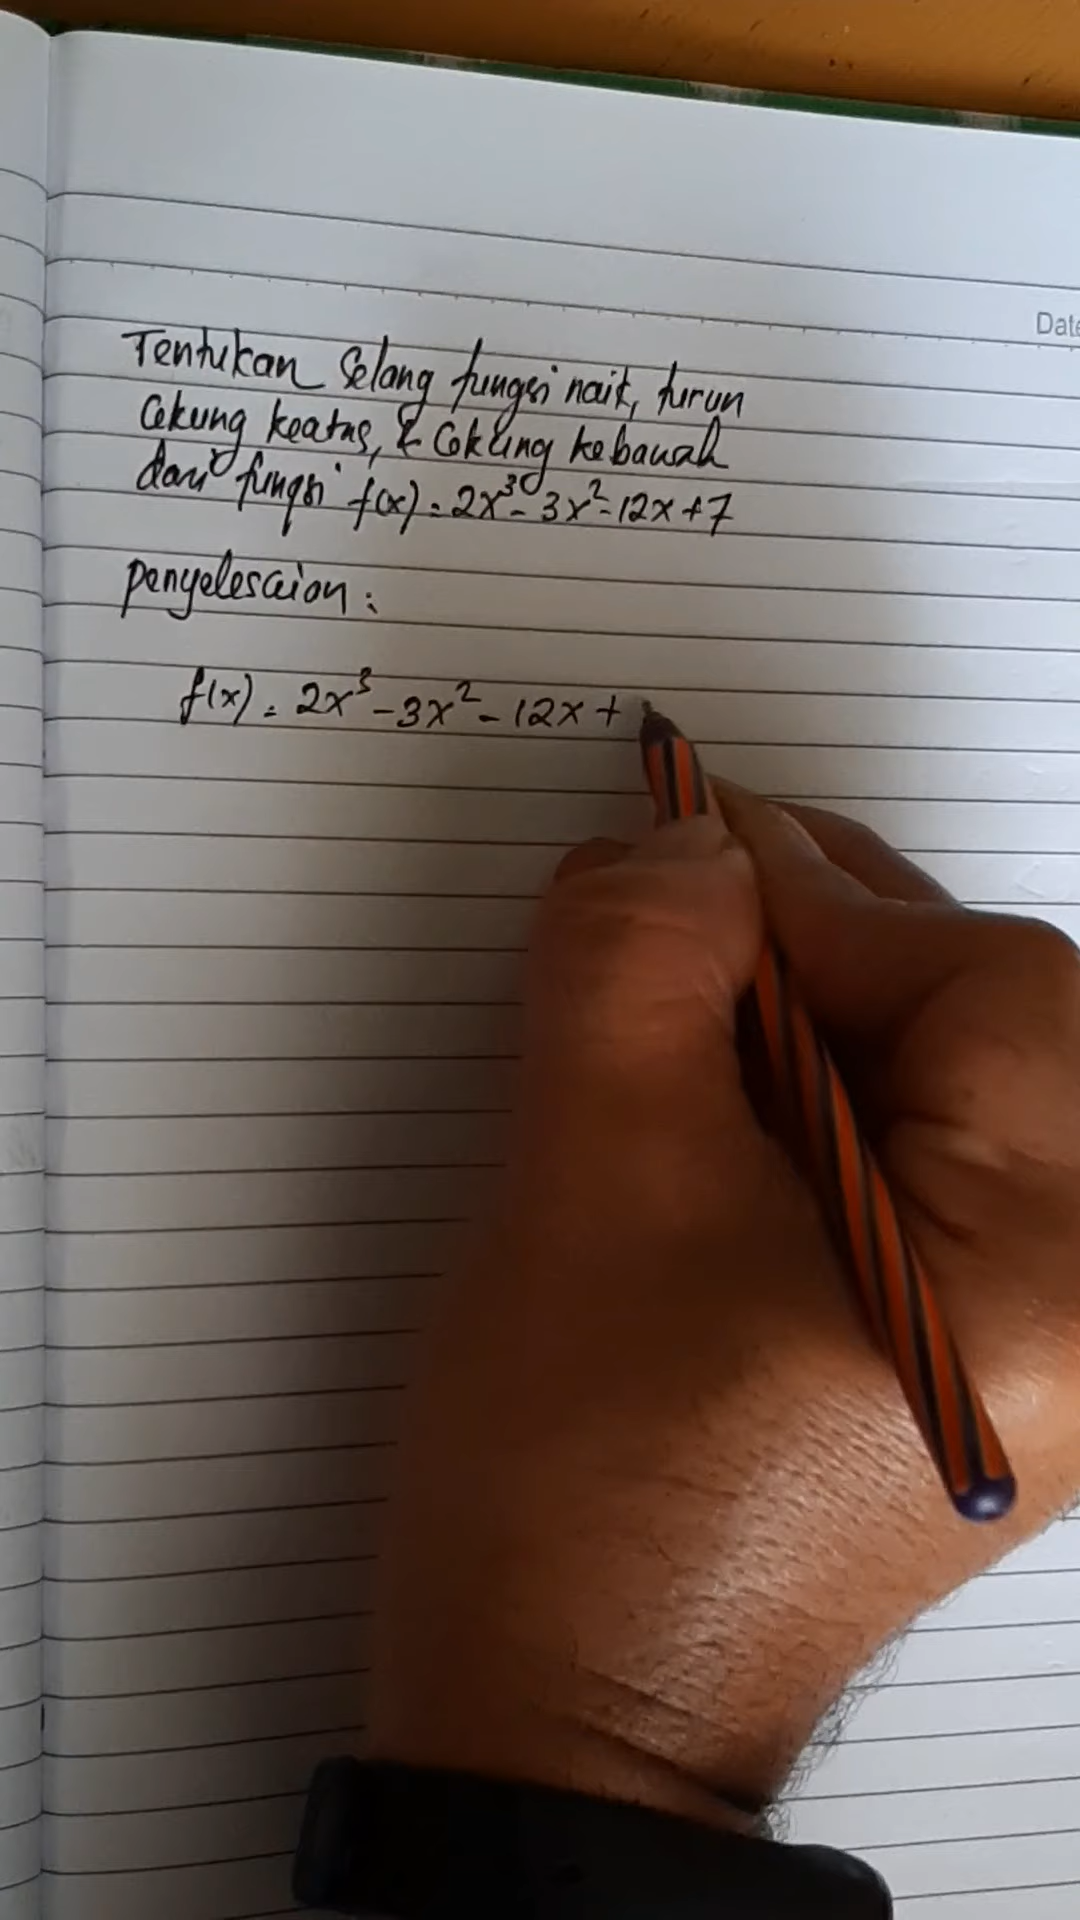 Tentukan Selang fungsi naik, turun
Cekung keatas, & Cekung kebawah
dari fungsi f(x) = 2x³ - 3x² - 12x + 7
penyelesaian :
f(x) = 2x³ - 3x² - 12x +
Date